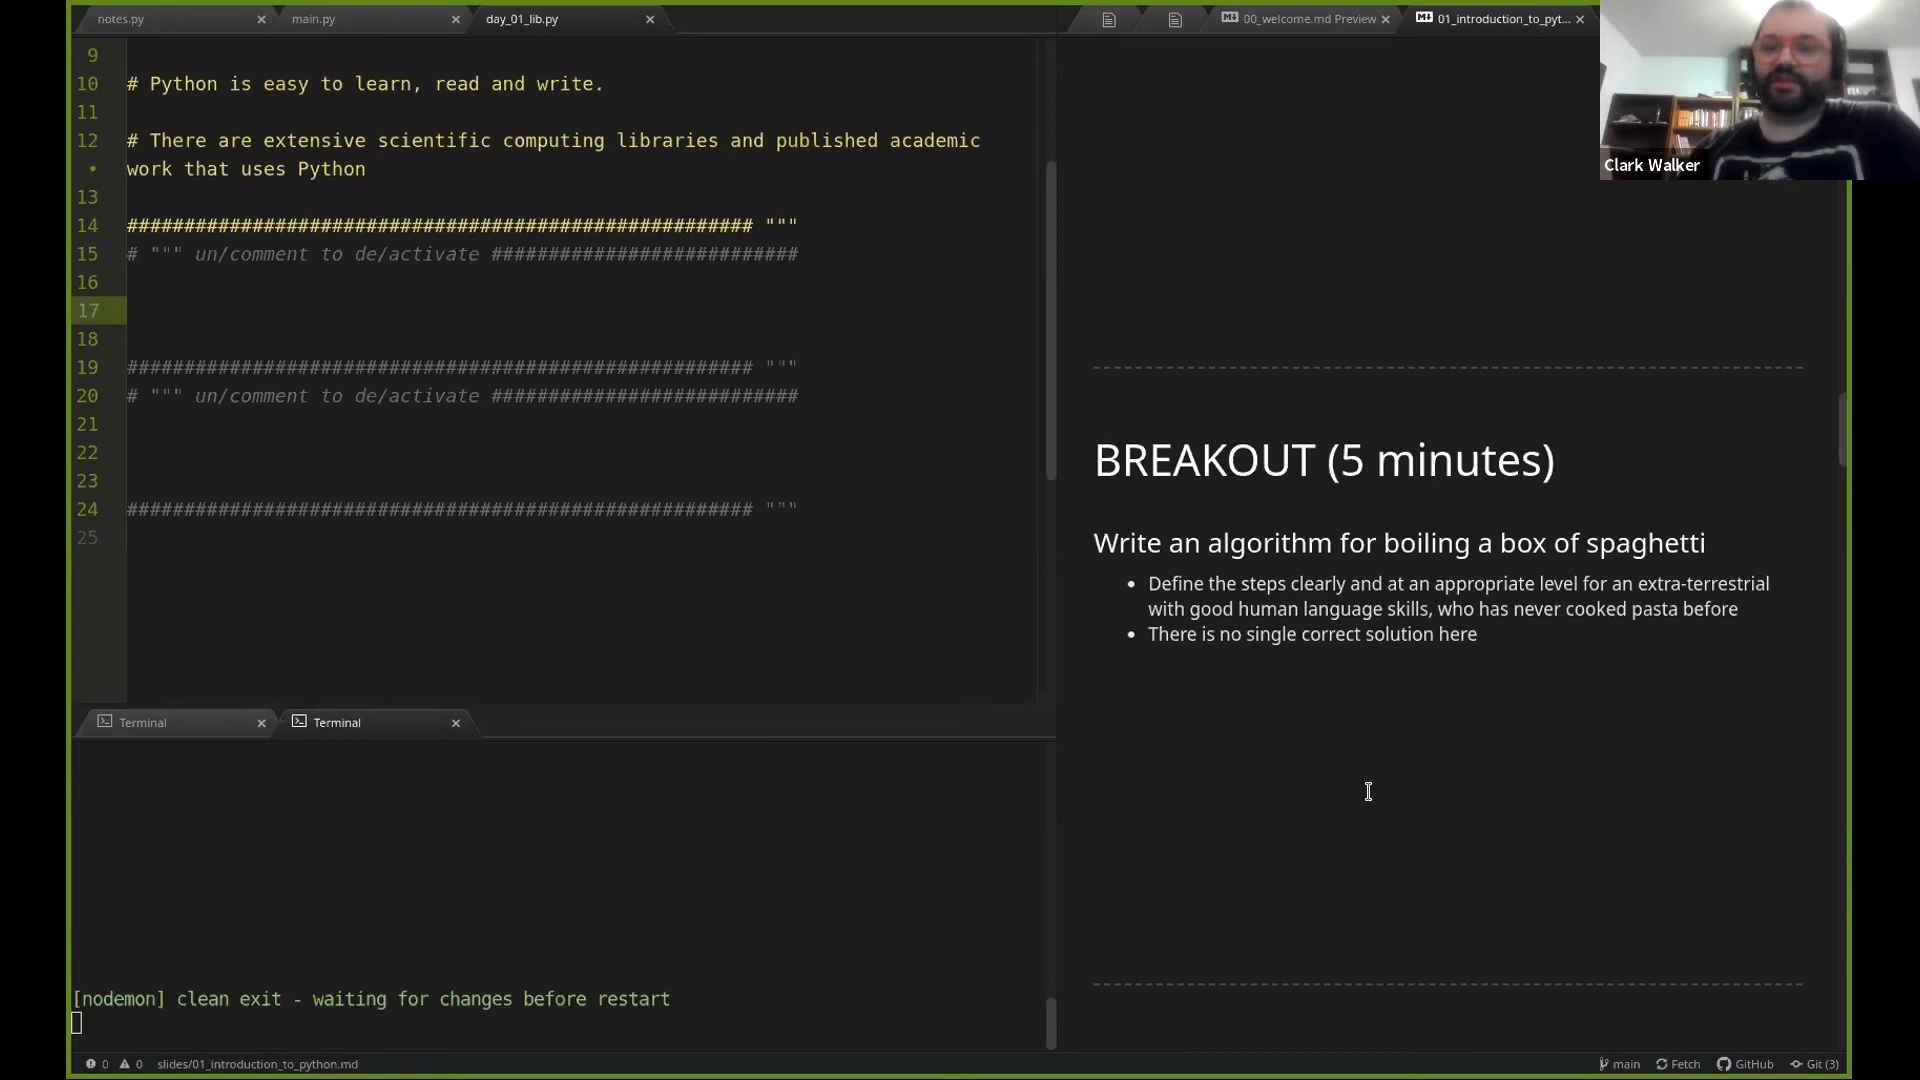 notes.py
main.py
day_01_lib.py
00_welcome.md Preview
01_introduction_to_pyt...
Clark Walker
9
10 # Python is easy to learn, read and write.
11
12 # There are extensive scientific computing libraries and published academic
• work that uses Python
13
14 ####################################################### """
15 # """ un/comment to de/activate ###########################
16
17
18
19 ####################################################### """
20 # """ un/comment to de/activate ###########################
21
22
23
24 ####################################################### """
25
BREAKOUT (5 minutes)
Write an algorithm for boiling a box of spaghetti
• Define the steps clearly and at an appropriate level for an extra-terrestrial
with good human language skills, who has never cooked pasta before
• There is no single correct solution here
Terminal
Terminal
[nodemon] clean exit - waiting for changes before restart
0 0 slides/01_introduction_to_python.md
main Fetch GitHub Git (3)